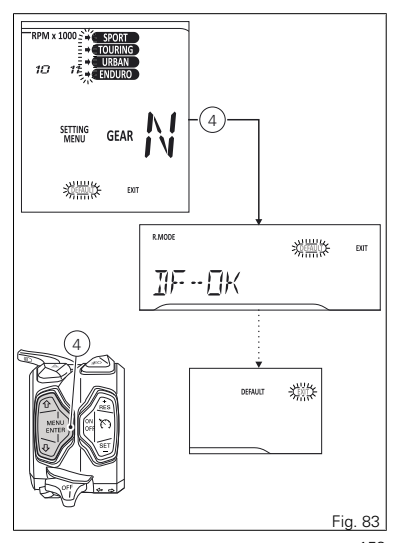 RPM x 1000
SPORT
TOURING
URBAN
ENDURO
10 11
SETTING
MENU
GEAR N
DEFAULT EXIT
4
R.MODE
DEFAULT EXIT
DF--OK
DEFAULT EXIT
4
MENU
ENTER
+
RES
ON
OFF
SET
-
OFF
Fig. 83